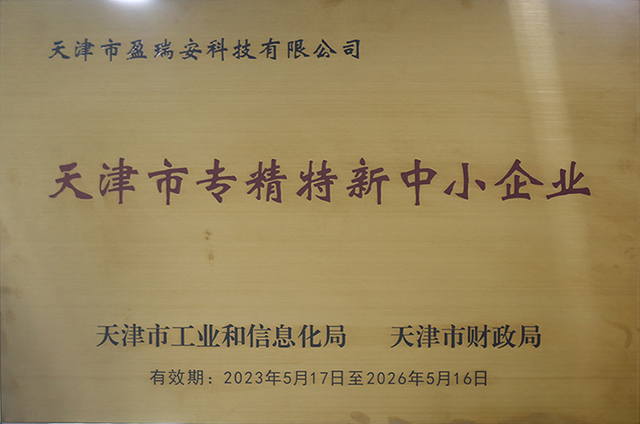 天津市盈瑞安科技有限公司
天津市专精特新中小企业
天津市工业和信息化局 天津市财政局
有效期：2023年5月17日至2026年5月16日